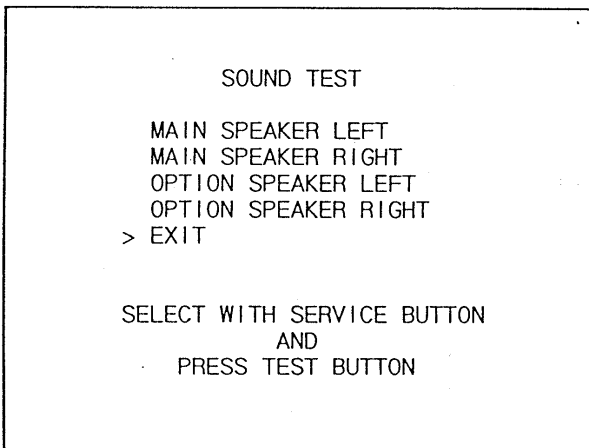 SOUND TEST
MAIN SPEAKER LEFT
MAIN SPEAKER RIGHT
OPTION SPEAKER LEFT
OPTION SPEAKER RIGHT
> EXIT
SELECT WITH SERVICE BUTTON
AND
PRESS TEST BUTTON